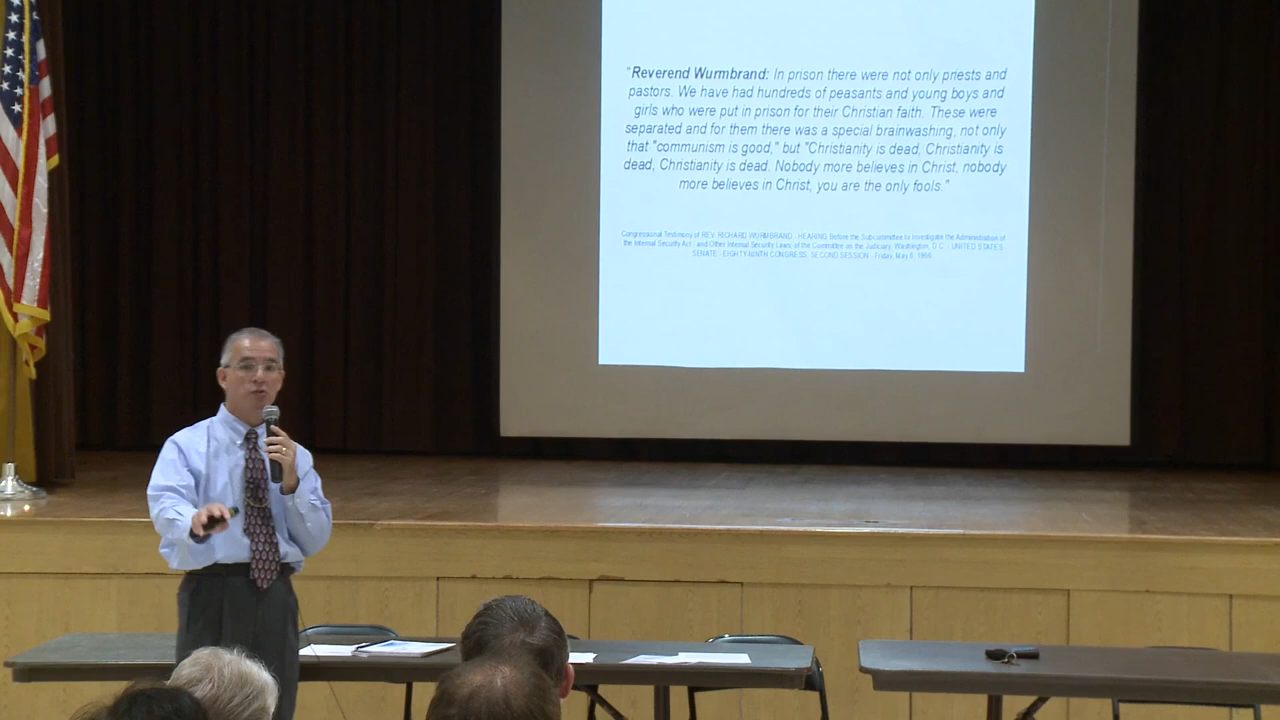 "Reverend Wurmbrand: In prison there were not only priests and
pastors. We have had hundreds of peasants and young boys and
girls who were put in prison for their Christian faith. These were
separated and for them there was a special brainwashing, not only
that "communism is good," but "Christianity is dead, Christianity is
dead, Christianity is dead. Nobody more believes in Christ, nobody
more believes in Christ, you are the only fools."
Congressional Testimony of REV. RICHARD WURMBRAND - HEARING Before the Subcommittee to Investigate the Administration of
the Internal Security Act - and Other Internal Security Laws, of the Committee on the Judiciary, Washington, D.C. - UNITED STATES
SENATE - EIGHTY-NINTH CONGRESS, SECOND SESSION - Friday, May 6, 1966